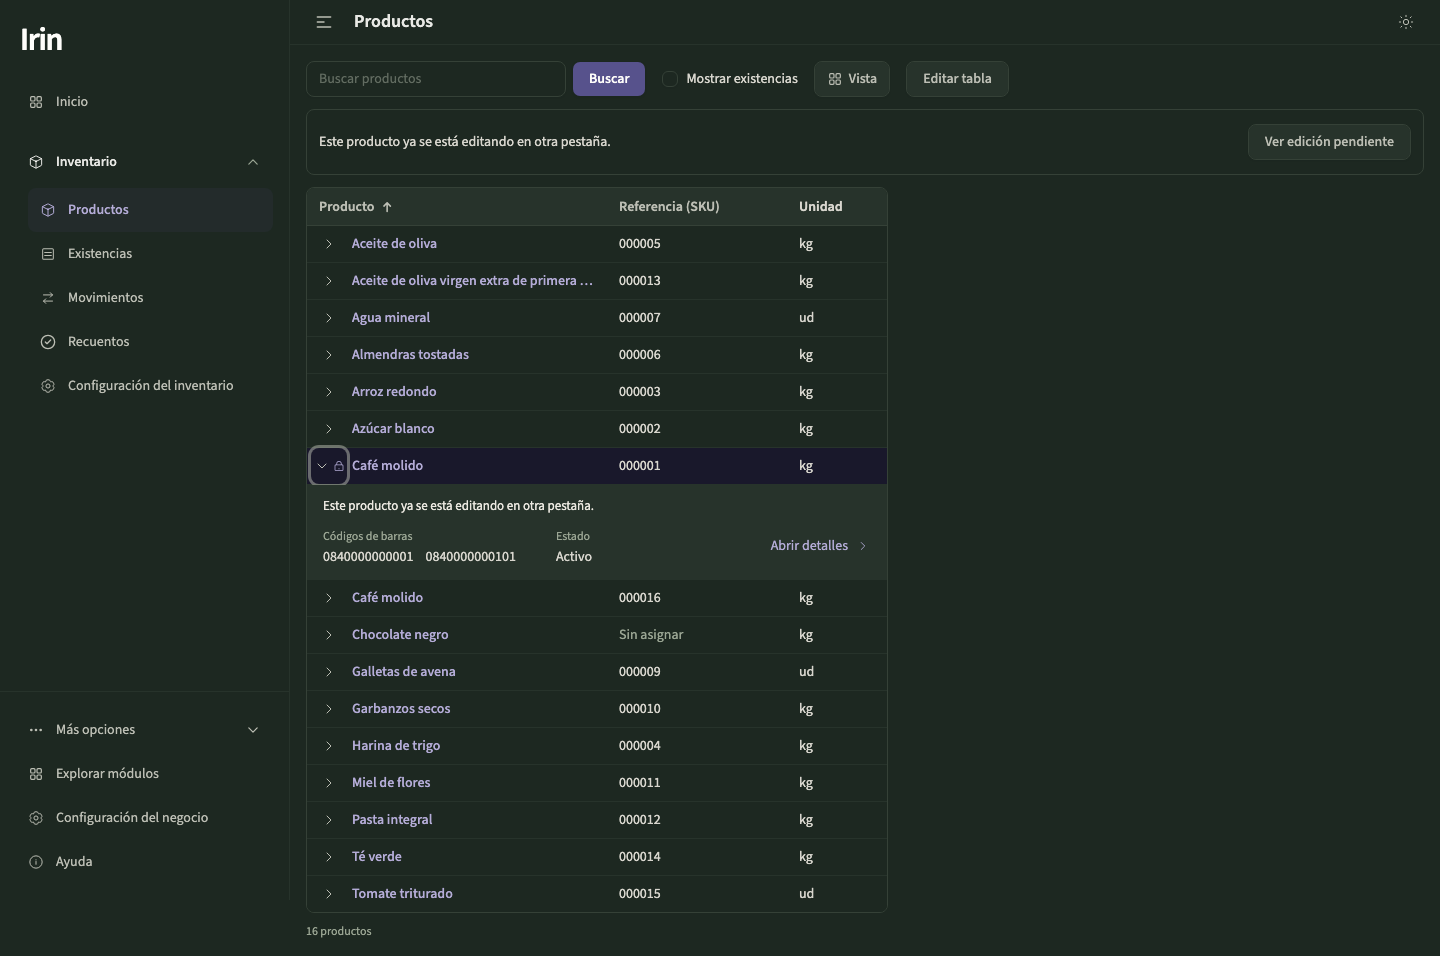 Irin
Productos
Inicio
Inventario
Productos
Existencias
Movimientos
Recuentos
Configuración del inventario
Más opciones
Explorar módulos
Configuración del negocio
Ayuda
Buscar productos Buscar Mostrar existencias Vista Editar tabla
Este producto ya se está editando en otra pestaña. Ver edición pendiente
Producto Referencia (SKU) Unidad
Aceite de oliva 000005 kg
Aceite de oliva virgen extra de primera … 000013 kg
Agua mineral 000007 ud
Almendras tostadas 000006 kg
Arroz redondo 000003 kg
Azúcar blanco 000002 kg
Café molido 000001 kg
Este producto ya se está editando en otra pestaña.
Códigos de barras Estado
0840000000001 0840000000101 Activo Abrir detalles
Café molido 000016 kg
Chocolate negro Sin asignar kg
Galletas de avena 000009 ud
Garbanzos secos 000010 kg
Harina de trigo 000004 kg
Miel de flores 000011 kg
Pasta integral 000012 kg
Té verde 000014 kg
Tomate triturado 000015 ud
16 productos